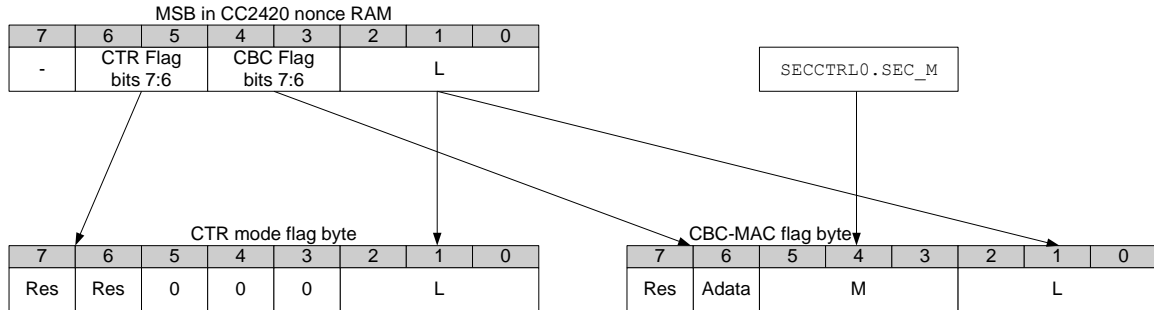 MSB in CC2420 nonce RAM
7 6 5 4 3 2 1 0
- CTR Flag bits 7:6 CBC Flag bits 7:6 L
SECCTRL0.SEC_M
CTR mode flag byte
7 6 5 4 3 2 1 0
Res Res 0 0 0 L
CBC-MAC flag byte
7 6 5 4 3 2 1 0
Res Adata M L